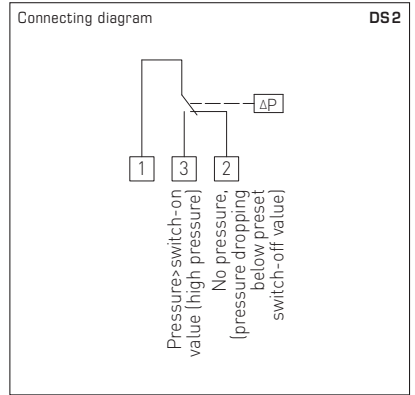 Connecting diagram
DS2
ΔP
1
3
2
Pressure>switch-on
value (high pressure)
No pressure,
(pressure dropping
below preset
switch-off value)